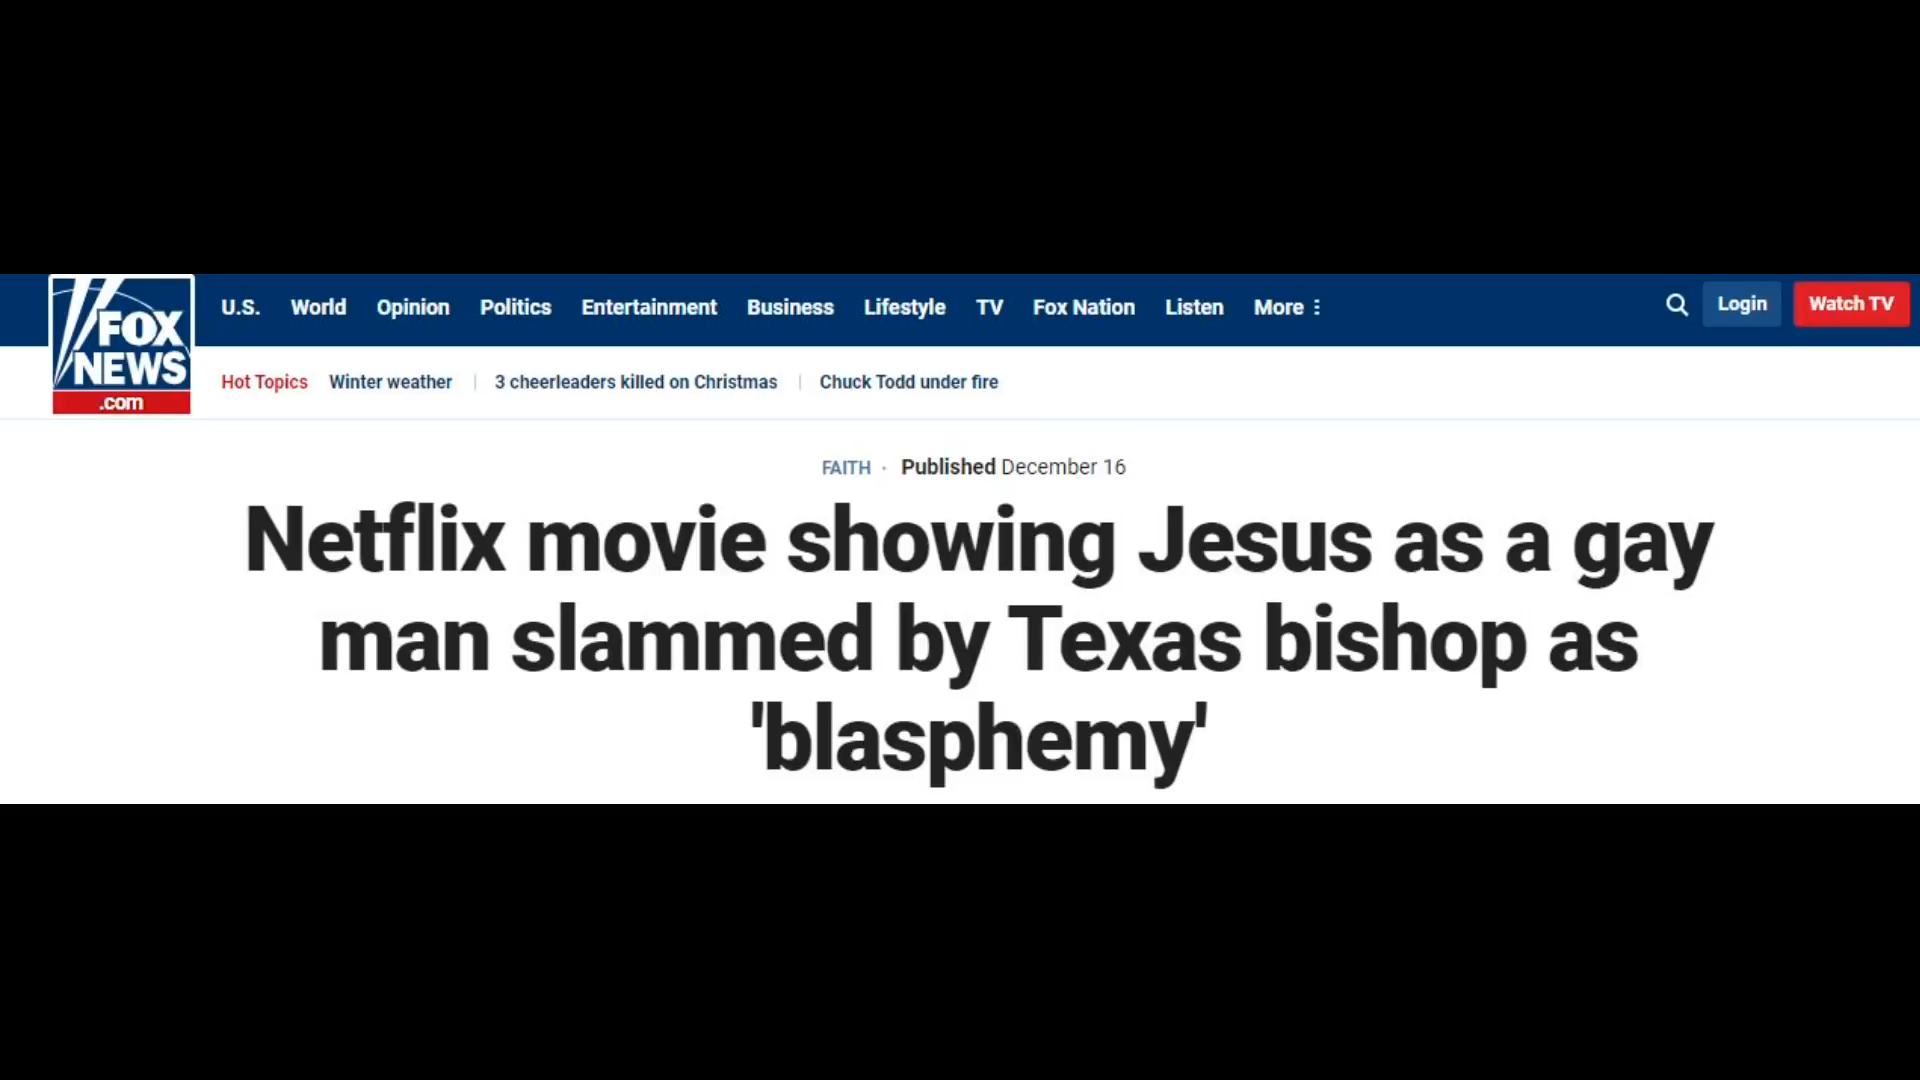 U.S. World Opinion Politics Entertainment Business Lifestyle TV Fox Nation Listen More Login Watch TV
FOX
NEWS
.com
Hot Topics Winter weather 3 cheerleaders killed on Christmas Chuck Todd under fire
FAITH · Published December 16
Netflix movie showing Jesus as a gay
man slammed by Texas bishop as
'blasphemy'